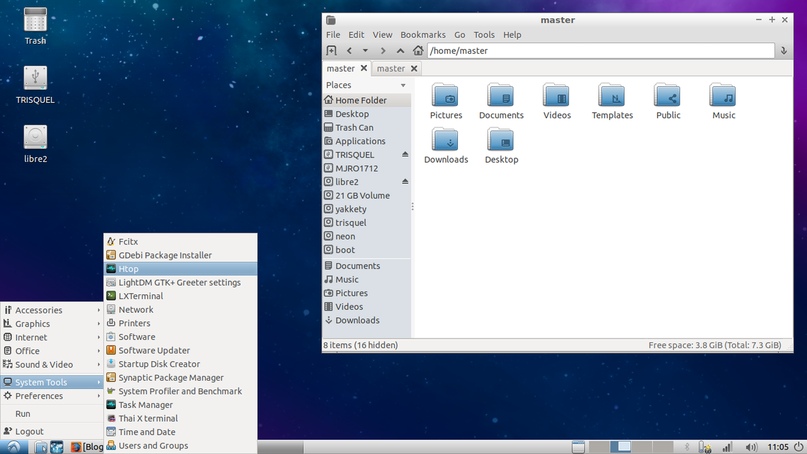 Trash
TRISQUEL
libre2
master
File Edit View Bookmarks Go Tools Help
/home/master
master master
Places
Home Folder
Desktop
Trash Can
Applications
TRISQUEL
MJRO1712
libre2
21 GB Volume
yakkety
trisquel
neon
boot
Documents
Music
Pictures
Videos
Downloads
Pictures Documents Videos Templates Public Music
Downloads Desktop
8 items (16 hidden) Free space: 3.8 GiB (Total: 7.3 GiB)
Fcitx
GDebi Package Installer
Htop
LightDM GTK+ Greeter settings
LXTerminal
Network
Printers
Software
Software Updater
Startup Disk Creator
Synaptic Package Manager
System Profiler and Benchmark
Task Manager
Thai X terminal
Time and Date
Users and Groups
Accessories
Graphics
Internet
Office
Sound & Video
System Tools
Preferences
Run
Logout
[Blog
11:05